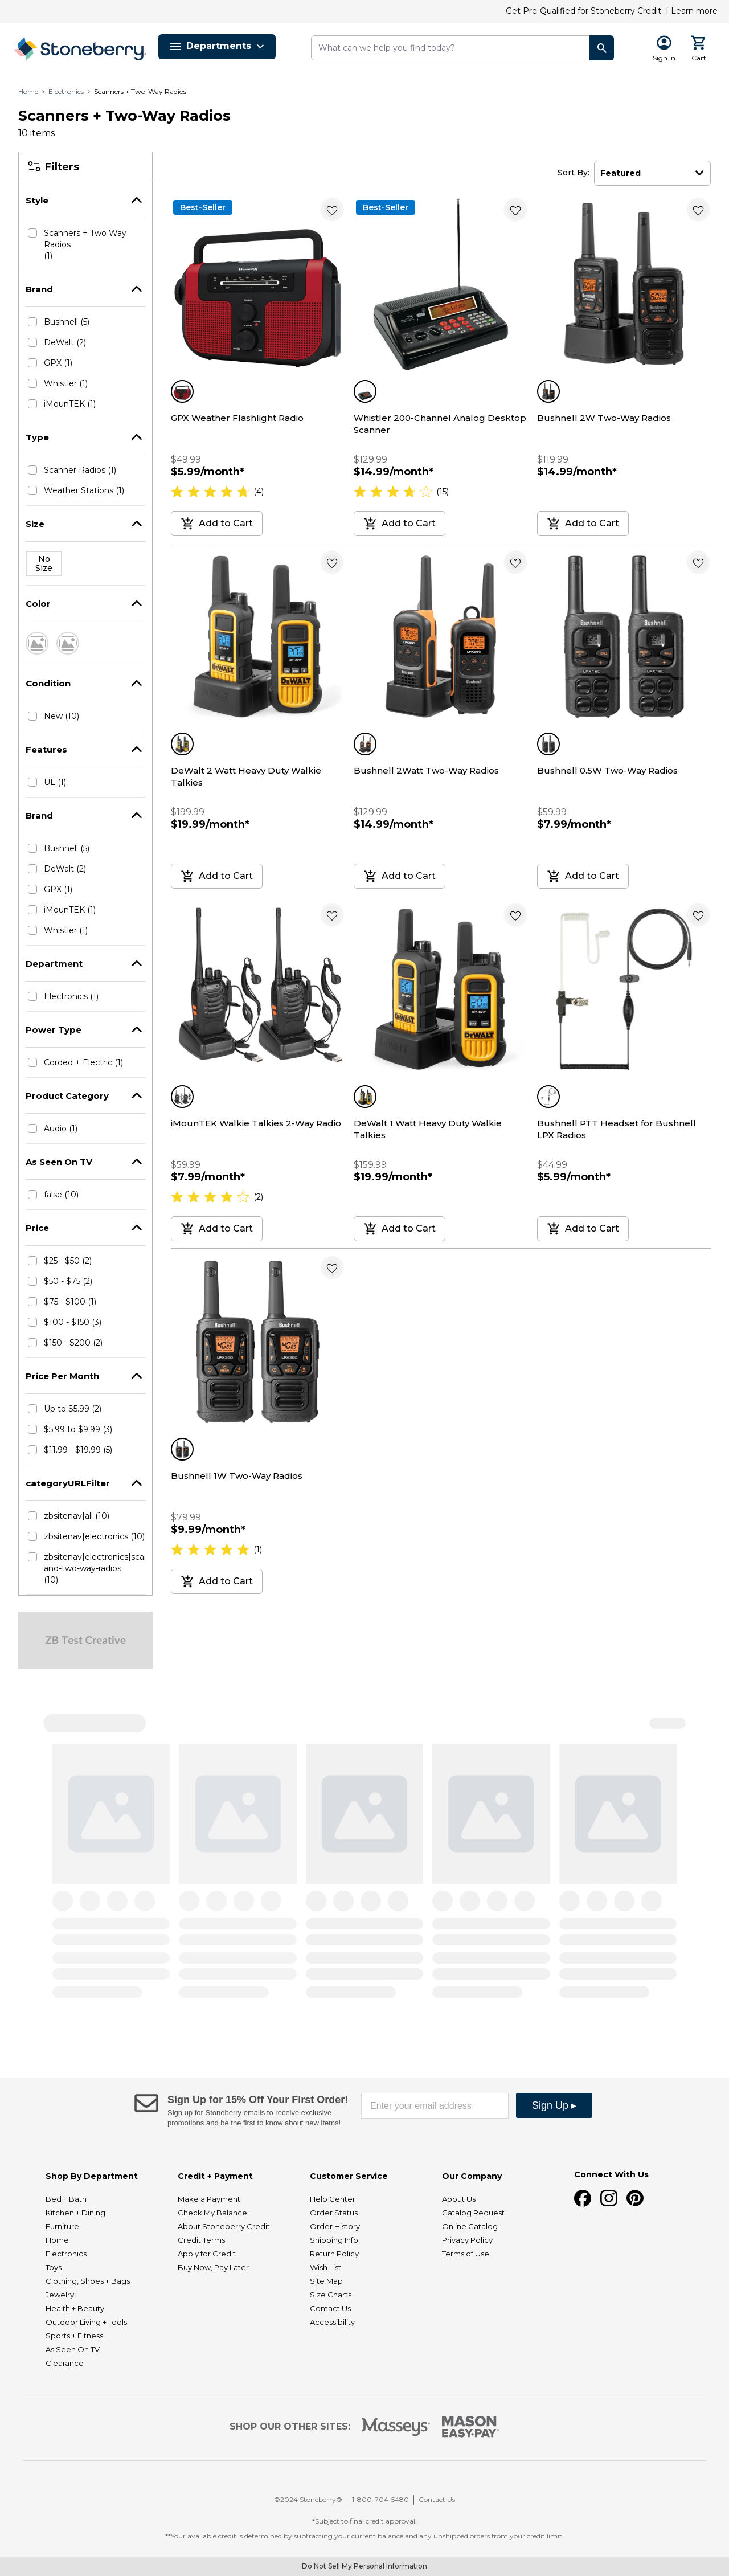 Get Pre-Qualified for Stoneberry Credit | Learn more
Stoneberry.
Departments
What can we help you find today?
Sign In
Cart
Home › Electronics › Scanners + Two-Way Radios
Scanners + Two-Way Radios
10 items
Filters
Style
Scanners + Two Way
Radios
(1)
Brand
Bushnell (5)
DeWalt (2)
GPX (1)
Whistler (1)
iMounTEK (1)
Type
Scanner Radios (1)
Weather Stations (1)
Size
No
Size
Color
Condition
New (10)
Features
UL (1)
Brand
Bushnell (5)
DeWalt (2)
GPX (1)
iMounTEK (1)
Whistler (1)
Department
Electronics (1)
Power Type
Corded + Electric (1)
Product Category
Audio (1)
As Seen On TV
false (10)
Price
$25 - $50 (2)
$50 - $75 (2)
$75 - $100 (1)
$100 - $150 (3)
$150 - $200 (2)
Price Per Month
Up to $5.99 (2)
$5.99 to $9.99 (3)
$11.99 - $19.99 (5)
categoryURLFilter
zbsitenav|all (10)
zbsitenav|electronics (10)
zbsitenav|electronics|scan
and-two-way-radios
(10)
ZB Test Creative
Sort By:
Featured
Best-Seller
GPX Weather Flashlight Radio
$49.99
$5.99/month*
(4)
Add to Cart
Best-Seller
Whistler 200-Channel Analog Desktop
Scanner
$129.99
$14.99/month*
(15)
Add to Cart
Bushnell 2W Two-Way Radios
$119.99
$14.99/month*
Add to Cart
DEWALT
DeWalt 2 Watt Heavy Duty Walkie
Talkies
$199.99
$19.99/month*
Add to Cart
Bushnell
Bushnell 2Watt Two-Way Radios
$129.99
$14.99/month*
Add to Cart
Bushnell
Bushnell
Bushnell 0.5W Two-Way Radios
$59.99
$7.99/month*
Add to Cart
iMounTEK Walkie Talkies 2-Way Radio
$59.99
$7.99/month*
(2)
Add to Cart
DEWALT
DeWalt 1 Watt Heavy Duty Walkie
Talkies
$159.99
$19.99/month*
Add to Cart
Bushnell PTT Headset for Bushnell
LPX Radios
$44.99
$5.99/month*
Add to Cart
Bushnell
Bushnell
Bushnell 1W Two-Way Radios
$79.99
$9.99/month*
(1)
Add to Cart
Sign Up for 15% Off Your First Order!
Sign up for Stoneberry emails to receive exclusive
promotions and be the first to know about new items!
Enter your email address
Sign Up ▸
Shop By Department
Bed + Bath
Kitchen + Dining
Furniture
Home
Electronics
Toys
Clothing, Shoes + Bags
Jewelry
Health + Beauty
Outdoor Living + Tools
Sports + Fitness
As Seen On TV
Clearance
Credit + Payment
Make a Payment
Check My Balance
About Stoneberry Credit
Credit Terms
Apply for Credit
Buy Now, Pay Later
Customer Service
Help Center
Order Status
Order History
Shipping Info
Return Policy
Wish List
Site Map
Size Charts
Contact Us
Accessibility
Our Company
About Us
Catalog Request
Online Catalog
Privacy Policy
Terms of Use
Connect With Us
SHOP OUR OTHER SITES:
Masseys
MASON
EASY•PAY
©2024 Stoneberry® | 1-800-704-5480 | Contact Us
*Subject to final credit approval.
**Your available credit is determined by subtracting your current balance and any unshipped orders from your credit limit.
Do Not Sell My Personal Information